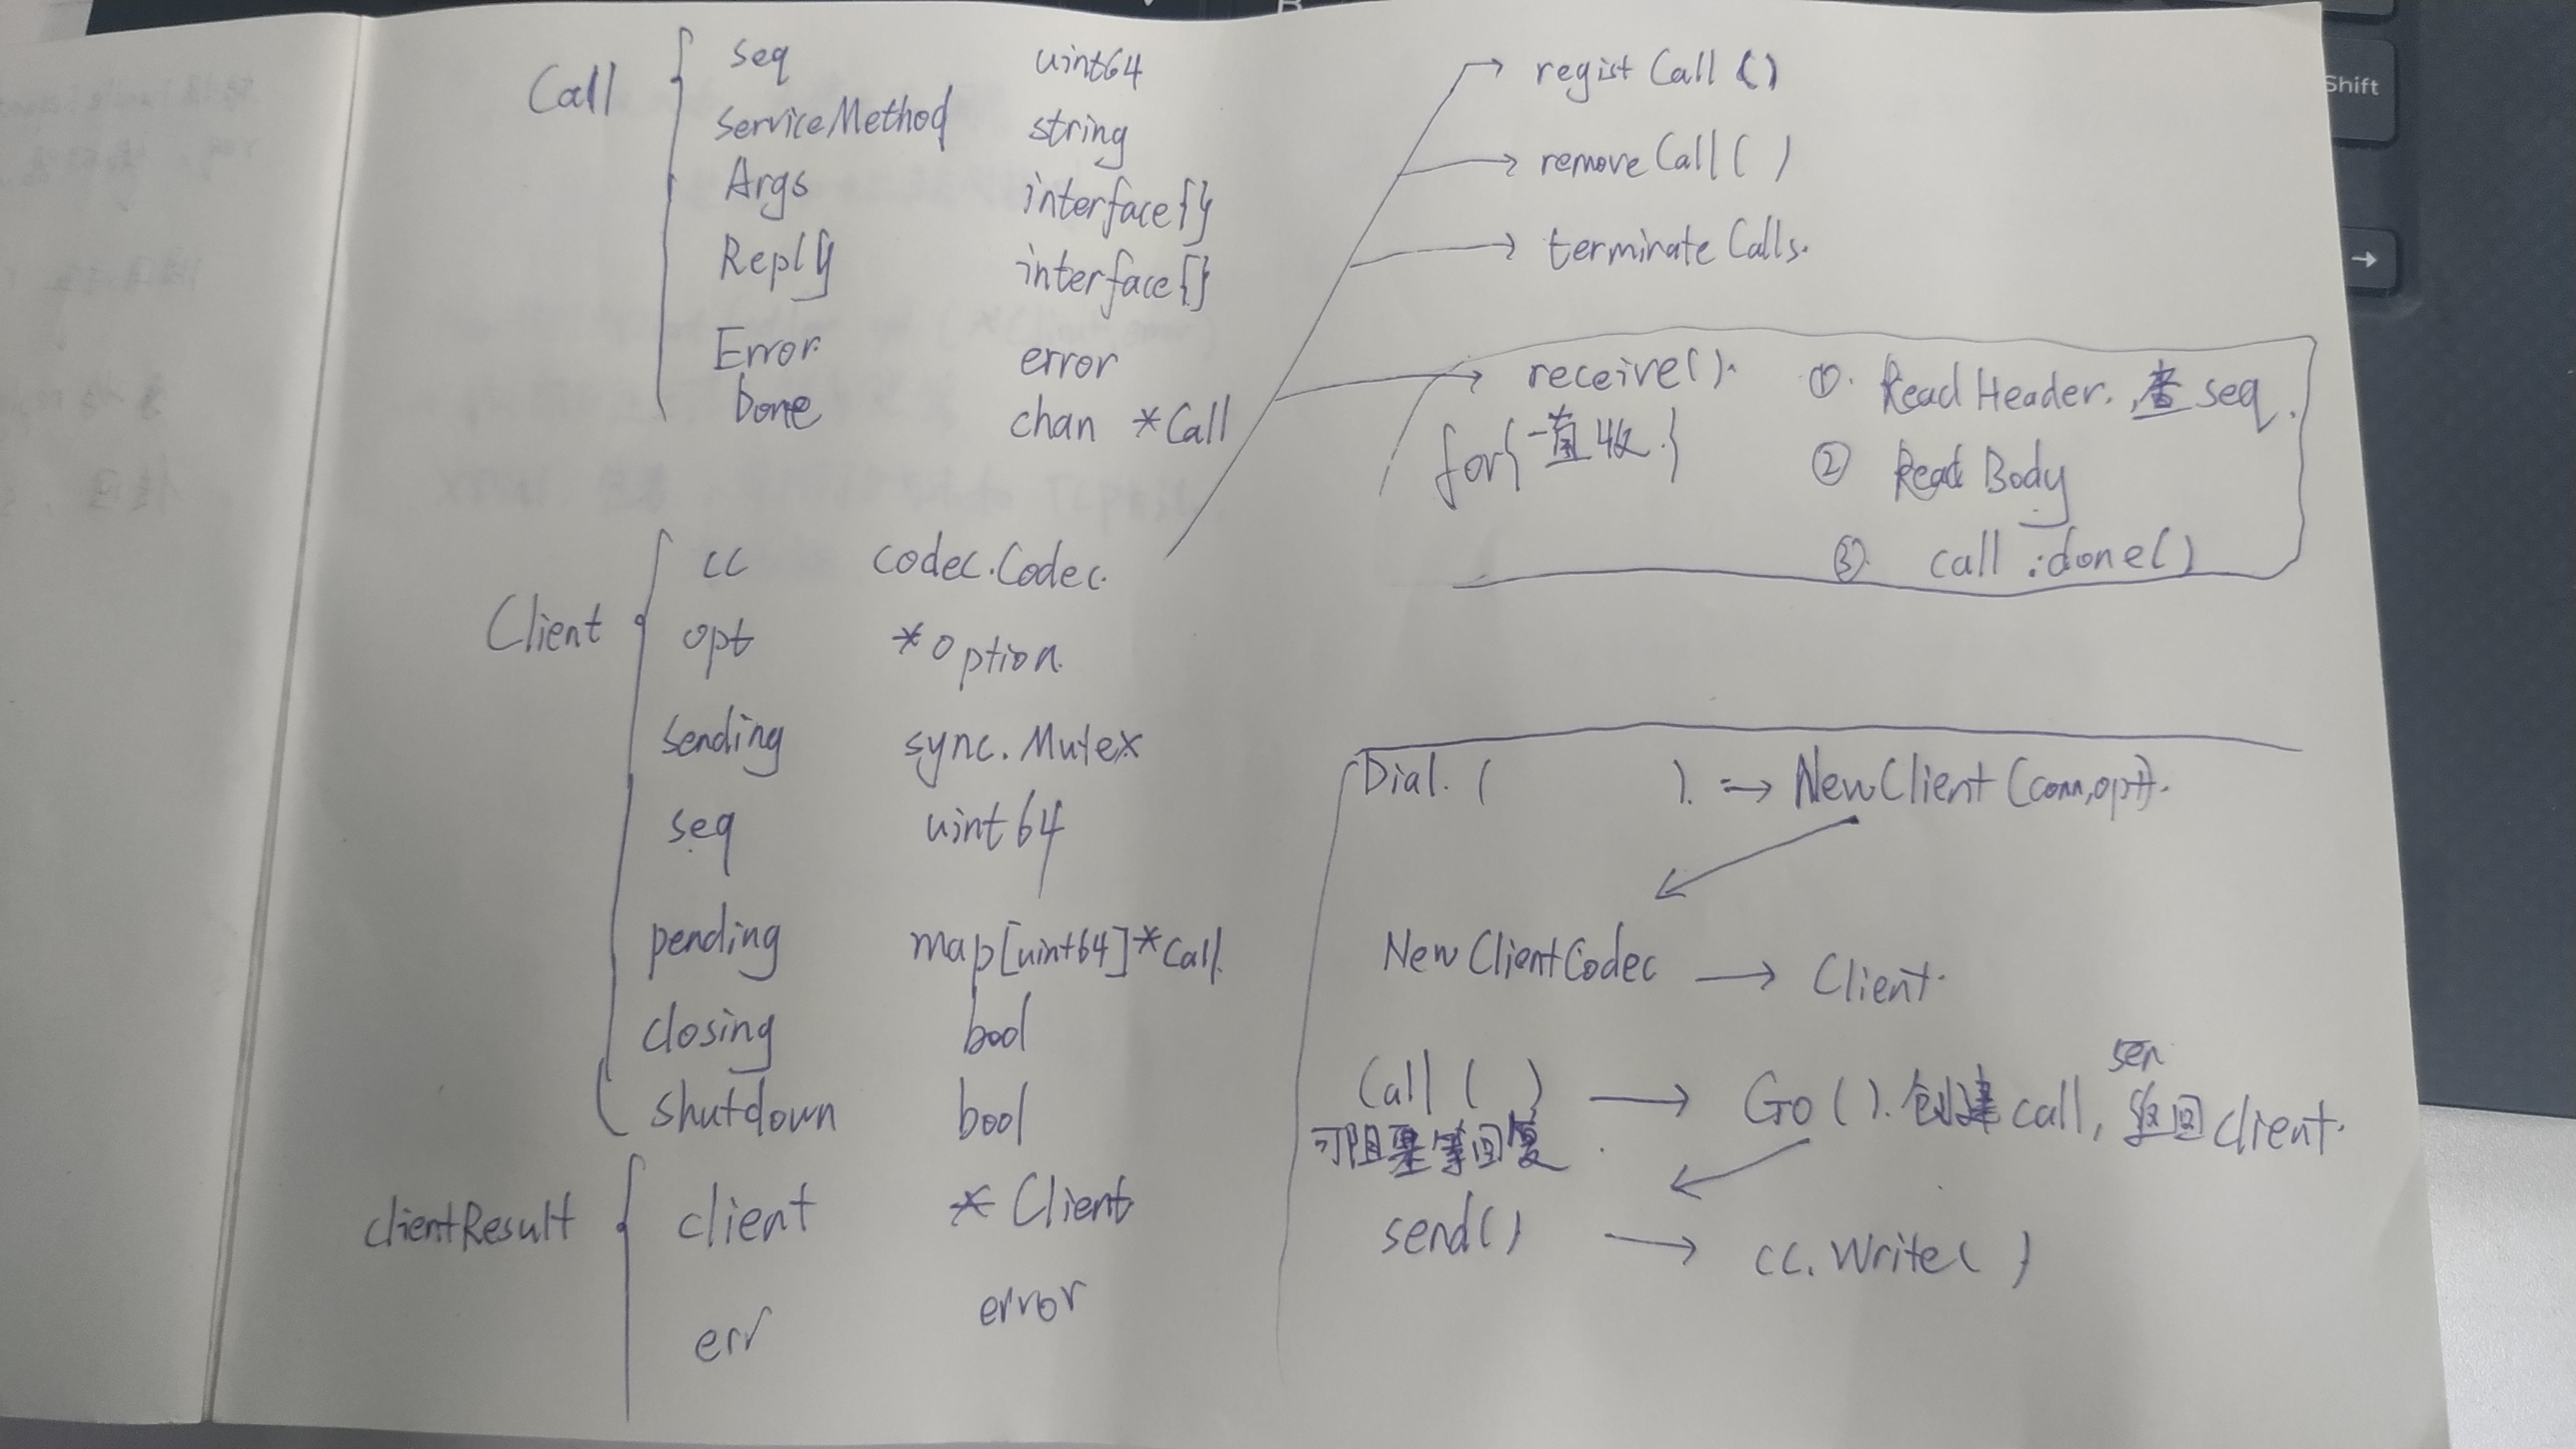 Call { seq uint64
ServiceMethod string
Args interface{}
Reply interface{}
Error error
Done chan *Call
Client { cc codec.Codec.
opt *option.
sending sync.Mutex
seq uint64
pending map[uint64]*Call
closing bool
shutdown bool
clientResult { client *Client
err error
→ regist Call ()
→ remove Call ( )
→ terminate Calls.
→ receive(). ①. Read Header, 查 seq.
for{一直收.} ② Read Body
③. call.done()
Dial. ( ). → NewClient(conn,opt).
NewClientCodec → Client.
Call ( ) → Go ( ). 创建 call, 返回 Client.
sen
可阻塞等回复.
send() → cc.Write( )
Shift
→